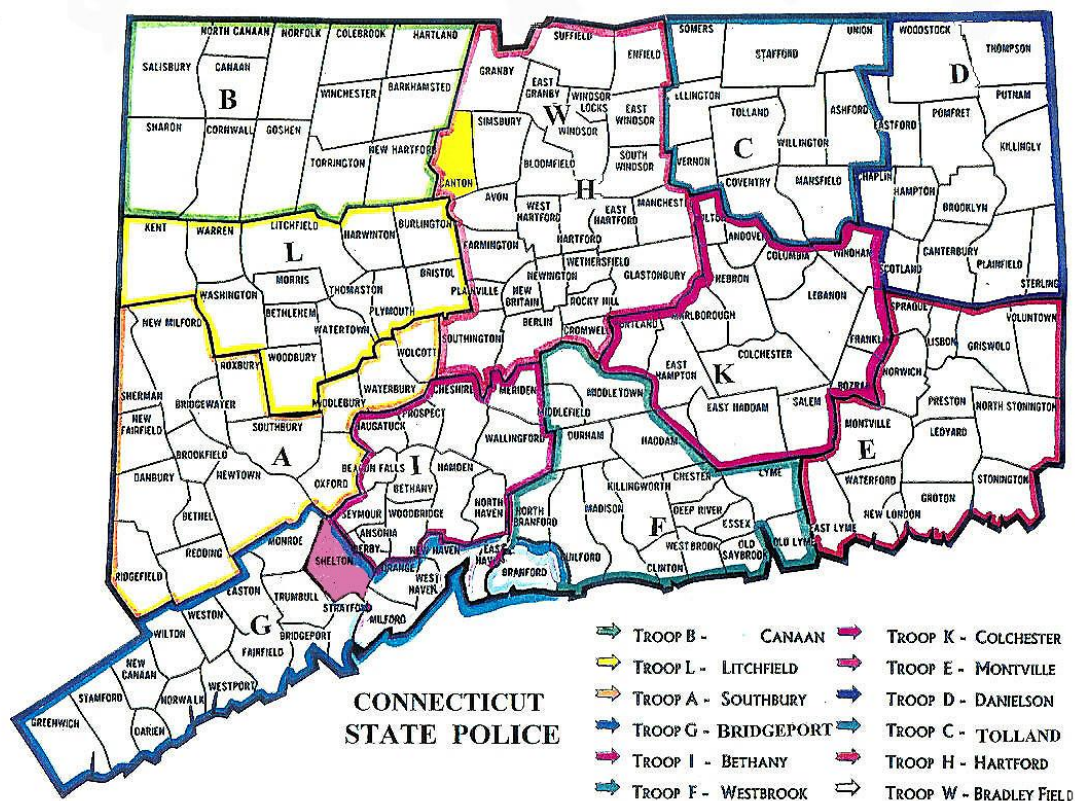 NORTH CANAAN
NORFOLK
COLEBROOK
HARTLAND
SUFFIELD
ENFIELD
SOMERS
STAFFORD
UNION
WOODSTOCK
THOMPSON
SALISBURY
CANAAN
B
WINCHESTER
BARKHAMSTED
GRANBY
EAST GRANBY
WINDSOR LOCKS
EAST WINDSOR
W
ELLINGTON
TOLLAND
C
ASHFORD
EASTFORD
POMFRET
PUTNAM
D
KILLINGLY
SHARON
CORNWALL
GOSHEN
TORRINGTON
NEW HARTFORD
CANTON
SIMSBURY
WINDSOR
BLOOMFIELD
SOUTH WINDSOR
VERNON
WILLINGTON
COVENTRY
MANSFIELD
CHAPLIN
HAMPTON
BROOKLYN
KENT
WARREN
LITCHFIELD
HARWINTON
BURLINGTON
AVON
WEST HARTFORD
H
EAST HARTFORD
MANCHESTER
HARTFORD
ANDOVER
COLUMBIA
WINDHAM
SCOTLAND
CANTERBURY
PLAINFIELD
STERLING
L
MORRIS
WASHINGTON
BETHLEHEM
THOMASTON
BRISTOL
PLYMOUTH
WATERTOWN
FARMINGTON
PLAINVILLE
NEWINGTON
NEW BRITAIN
WETHERSFIELD
ROCKY HILL
GLASTONBURY
BERLIN
CROMWELL
SOUTHINGTON
HEBRON
MARLBOROUGH
LEBANON
COLCHESTER
FRANKL
BOZRA
SPRAGUE
LISBON
GRISWOLD
VOLUNTOWN
NORWICH
PRESTON
NORTH STONINGTON
NEW MILFORD
ROXBURY
WOODBURY
WOLCOTT
WATERBURY
MIDDLEBURY
SHERMAN
NEW FAIRFIELD
BRIDGEWATER
SOUTHBURY
BROOKFIELD
A
OXFORD
DANBURY
NEWTOWN
BETHEL
REDDING
RIDGEFIELD
CHESHIRE
MERIDEN
PROSPECT
NAUGATUCK
WALLINGFORD
BEACON FALLS
I
HAMDEN
BETHANY
SEYMOUR
WOODBRIDGE
NORTH HAVEN
ANSONIA
DERBY
ORANGE
NEW HAVEN
EAST HAVEN
WEST HAVEN
MILFORD
MIDDLETOWN
MIDDLEFIELD
PORTLAND
EAST HAMPTON
K
EAST HADDAM
SALEM
DURHAM
HADDAM
KILLINGWORTH
MADISON
CHESTER
LYME
DEEP RIVER
ESSEX
F
WESTBROOK
OLD SAYBROOK
OLD LYME
CLINTON
NORTH BRANFORD
GUILFORD
BRANFORD
MONTVILLE
E
LEDYARD
WATERFORD
NEW LONDON
GROTON
STONINGTON
EAST LYME
MONROE
SHELTON
EASTON
TRUMBULL
STRATFORD
G
BRIDGEPORT
FAIRFIELD
WESTON
WILTON
NEW CANAAN
WESTPORT
NORWALK
STAMFORD
DARIEN
GREENWICH
CONNECTICUT
STATE POLICE
TROOP B - CANAAN
TROOP L - LITCHFIELD
TROOP A - SOUTHBURY
TROOP G - BRIDGEPORT
TROOP I - BETHANY
TROOP F - WESTBROOK
TROOP K - COLCHESTER
TROOP E - MONTVILLE
TROOP D - DANIELSON
TROOP C - TOLLAND
TROOP H - HARTFORD
TROOP W - BRADLEY FIELD